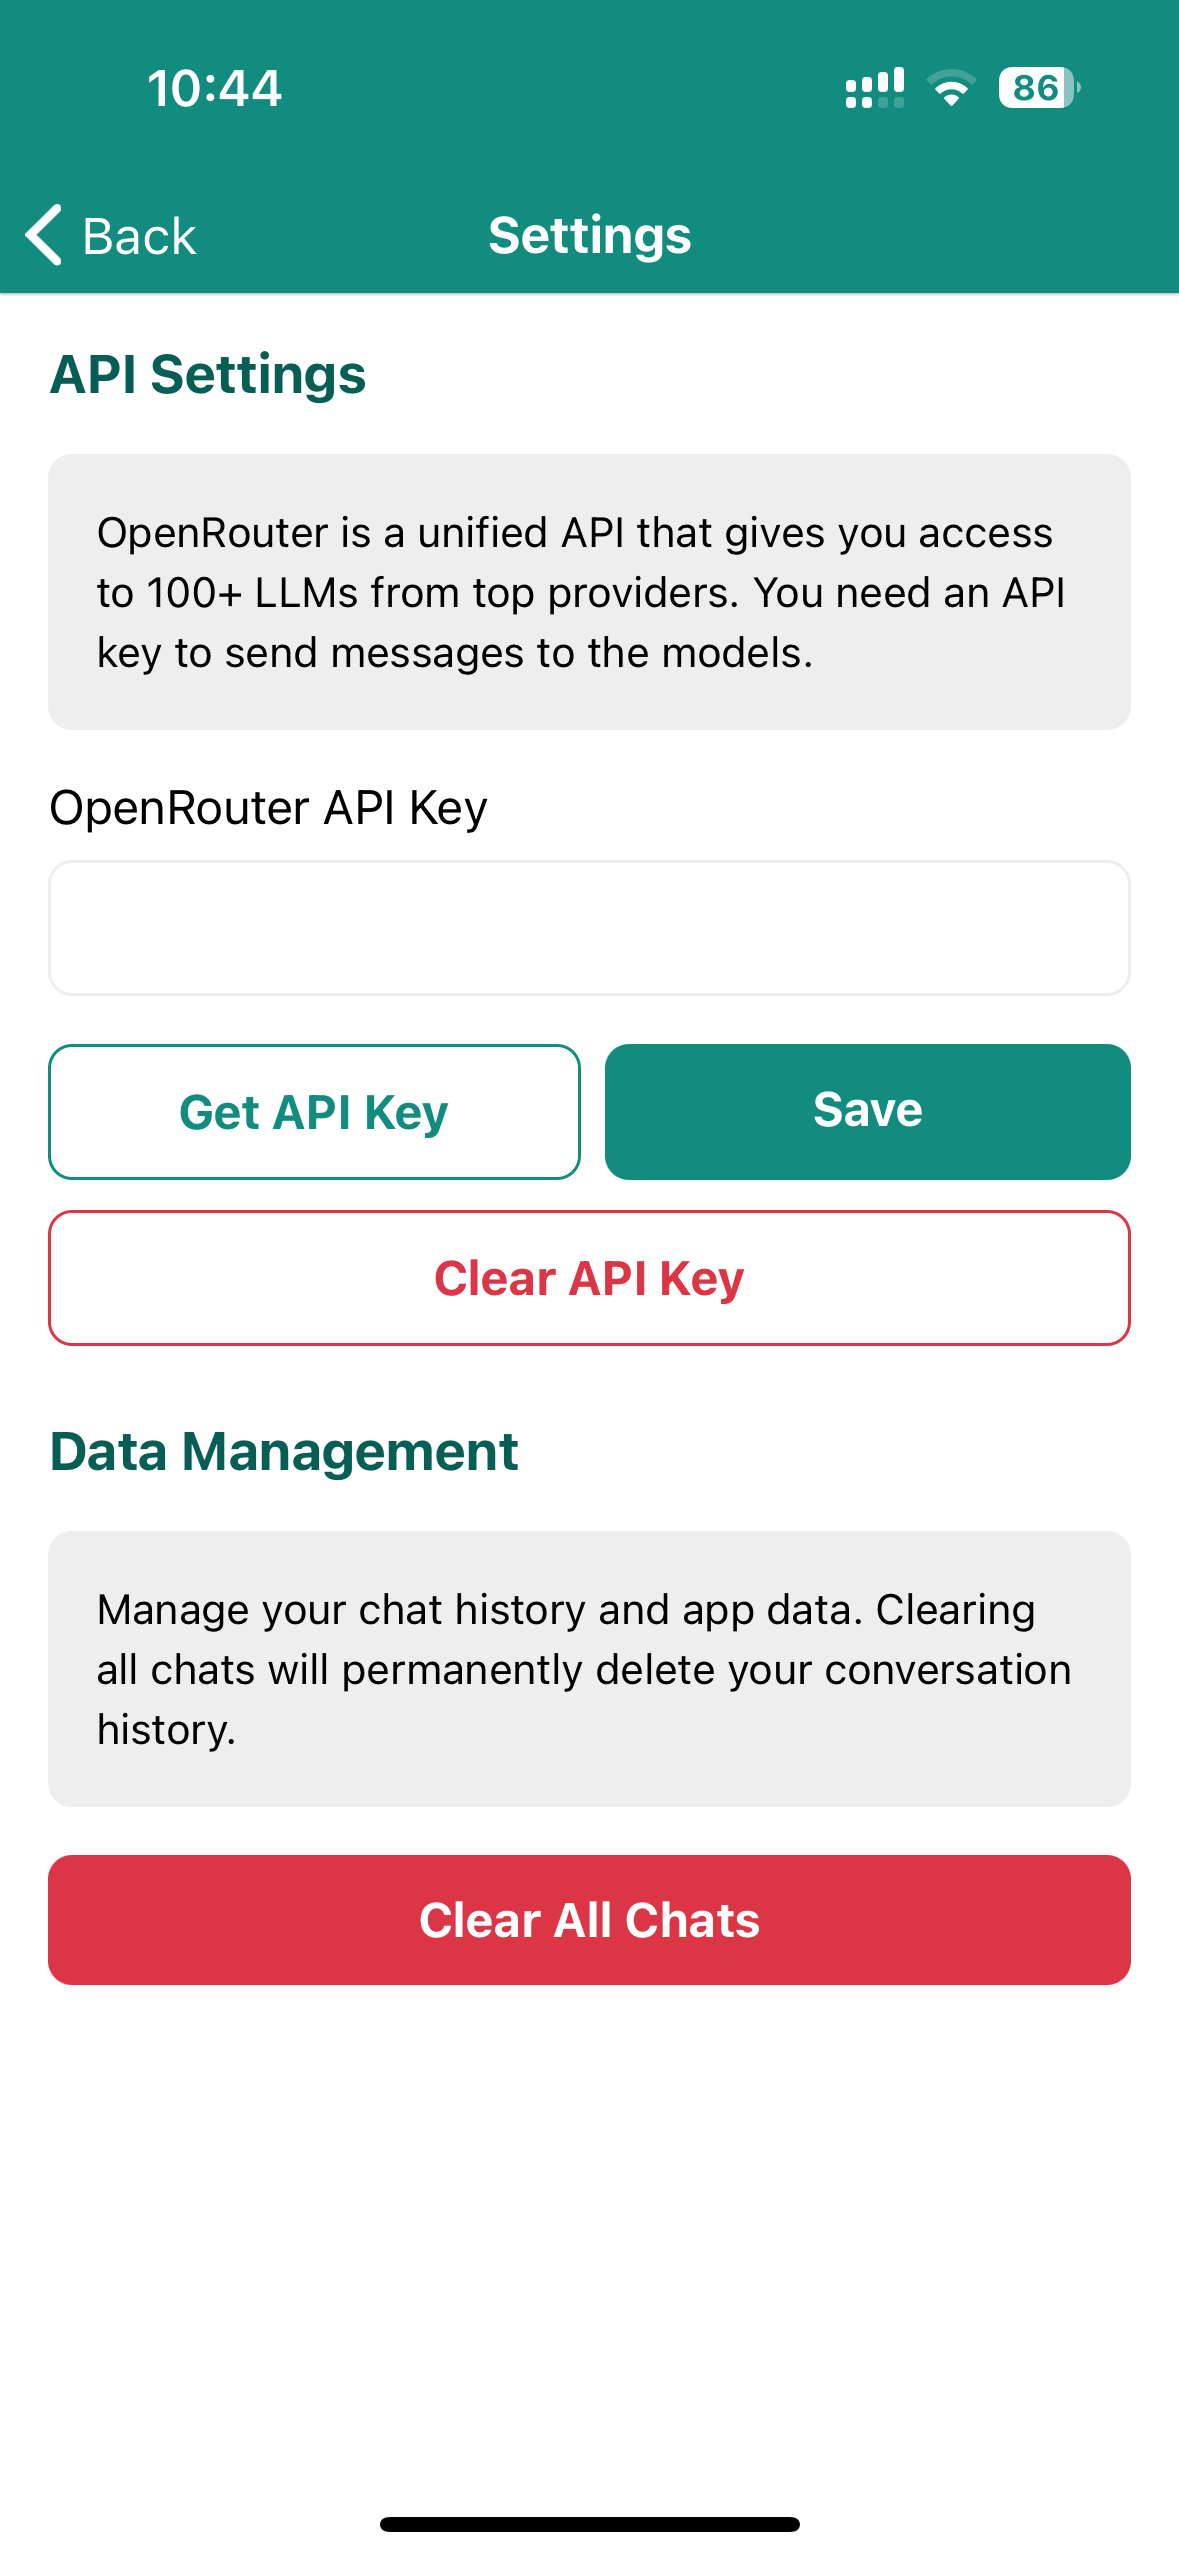 10:44
86
Back
Settings
API Settings
OpenRouter is a unified API that gives you access
to 100+ LLMs from top providers. You need an API
key to send messages to the models.
OpenRouter API Key
Get API Key
Save
Clear API Key
Data Management
Manage your chat history and app data. Clearing
all chats will permanently delete your conversation
history.
Clear All Chats